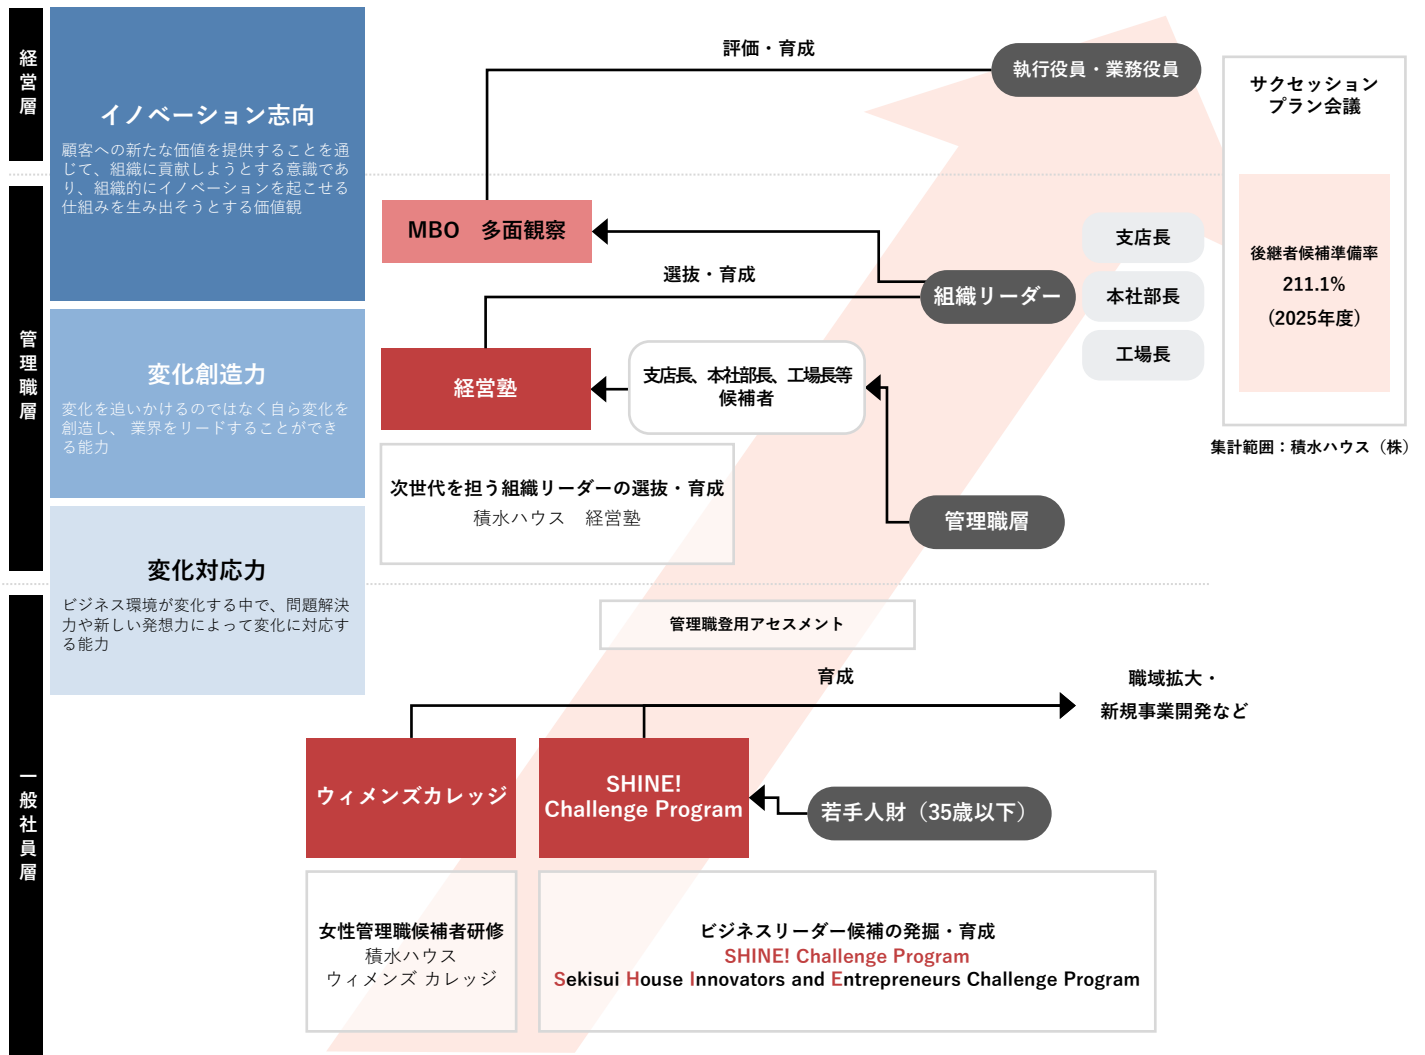 経営層
管理職層
一般社員層
イノベーション志向
顧客への新たな価値を提供することを通
じて、組織に貢献しようとする意識であ
り、組織的にイノベーションを起こせる
仕組みを生み出そうとする価値観
変化創造力
変化を追いかけるのではなく自ら変化を
創造し、 業界をリードすることができ
る能力
変化対応力
ビジネス環境が変化する中で、問題解決
力や新しい発想力によって変化に対応す
る能力
評価・育成
執行役員・業務役員
MBO　多面観察
選抜・育成
組織リーダー
支店長
本社部長
工場長
経営塾
支店長、本社部長、工場長等
候補者
次世代を担う組織リーダーの選抜・育成
積水ハウス　経営塾
管理職層
サクセッション
プラン会議
後継者候補準備率
211.1%
（2025年度）
集計範囲：積水ハウス（株）
管理職登用アセスメント
育成
職域拡大・
新規事業開発など
ウィメンズカレッジ
SHINE!
Challenge Program
若手人財（35歳以下）
女性管理職候補者研修
積水ハウス
ウィメンズ カレッジ
ビジネスリーダー候補の発掘・育成
SHINE! Challenge Program
Sekisui House Innovators and Entrepreneurs Challenge Program